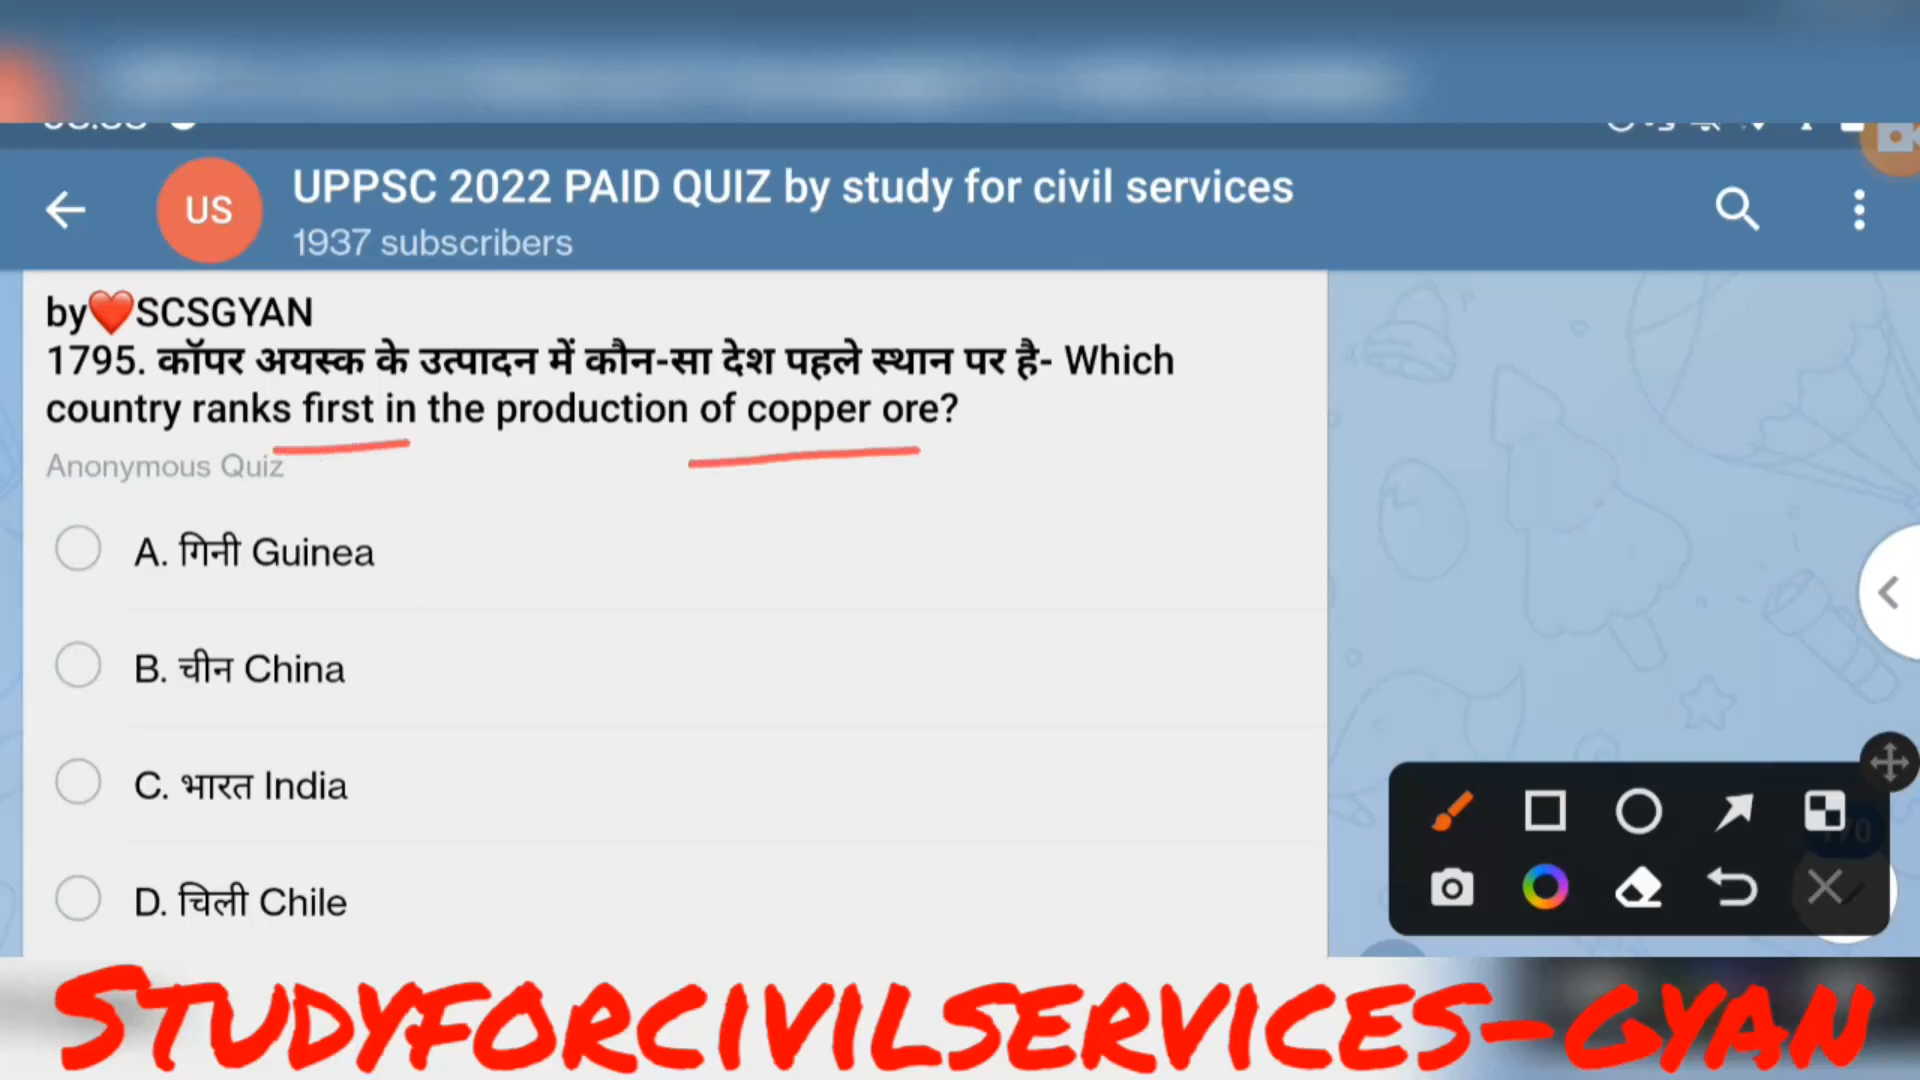 UPPSC 2022 PAID QUIZ by study for civil services
US
1937 subscribers
by❤️SCSGYAN
1795. कॉपर अयस्क के उत्पादन में कौन-सा देश पहले स्थान पर है- Which
country ranks first in the production of copper ore?
Anonymous Quiz
A. गिनी Guinea
B. चीन China
C. भारत India
D. चिली Chile
STUDYFORCIVILSERVICES-GYAN